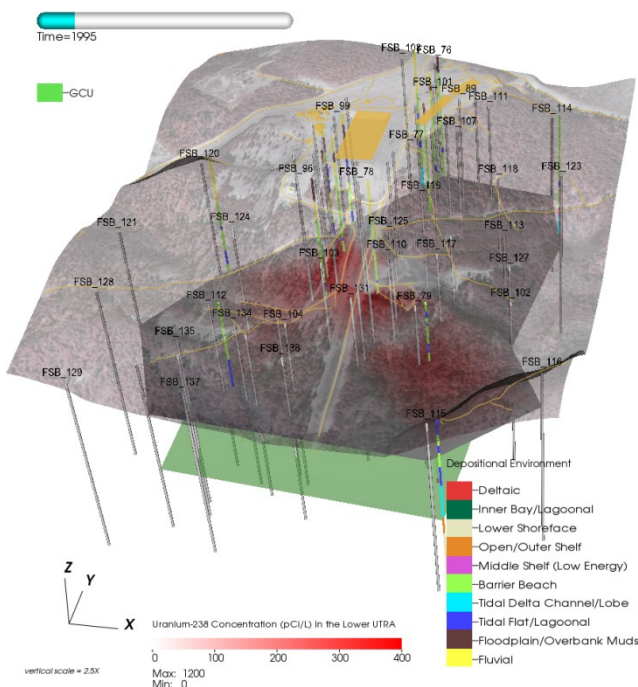 Time=1995
GCU
FSB_76
FSB_101
FSB_89
FSB_111
FSB_114
FSB_99
FSB_107
FSB_77
FSB_120
FSB_96
FSB_78
FSB_118
FSB_123
FSB_119
FSB_121
FSB_124
FSB_125
FSB_113
FSB_110
FSB_117
FSB_103
FSB_127
FSB_128
FSB_112
FSB_131
FSB_79
FSB_102
FSB_135
FSB_134
FSB_104
FSB_129
FSB_137
FSB_116
FSB_115
Depositional Environment
Deltaic
Inner Bay/Lagoonal
Lower Shoreface
Open/Outer Shelf
Middle Shelf (Low Energy)
Barrier Beach
Tidal Delta Channel/Lobe
Tidal Flat/Lagoonal
Floodplain/Overbank Muds
Fluvial
Z
Y
X
Uranium-238 Concentration (pCi/L) in the Lower UTRA
0 100 200 300 400
Max: 1200
Min: 0
vertical scale = 2.5X